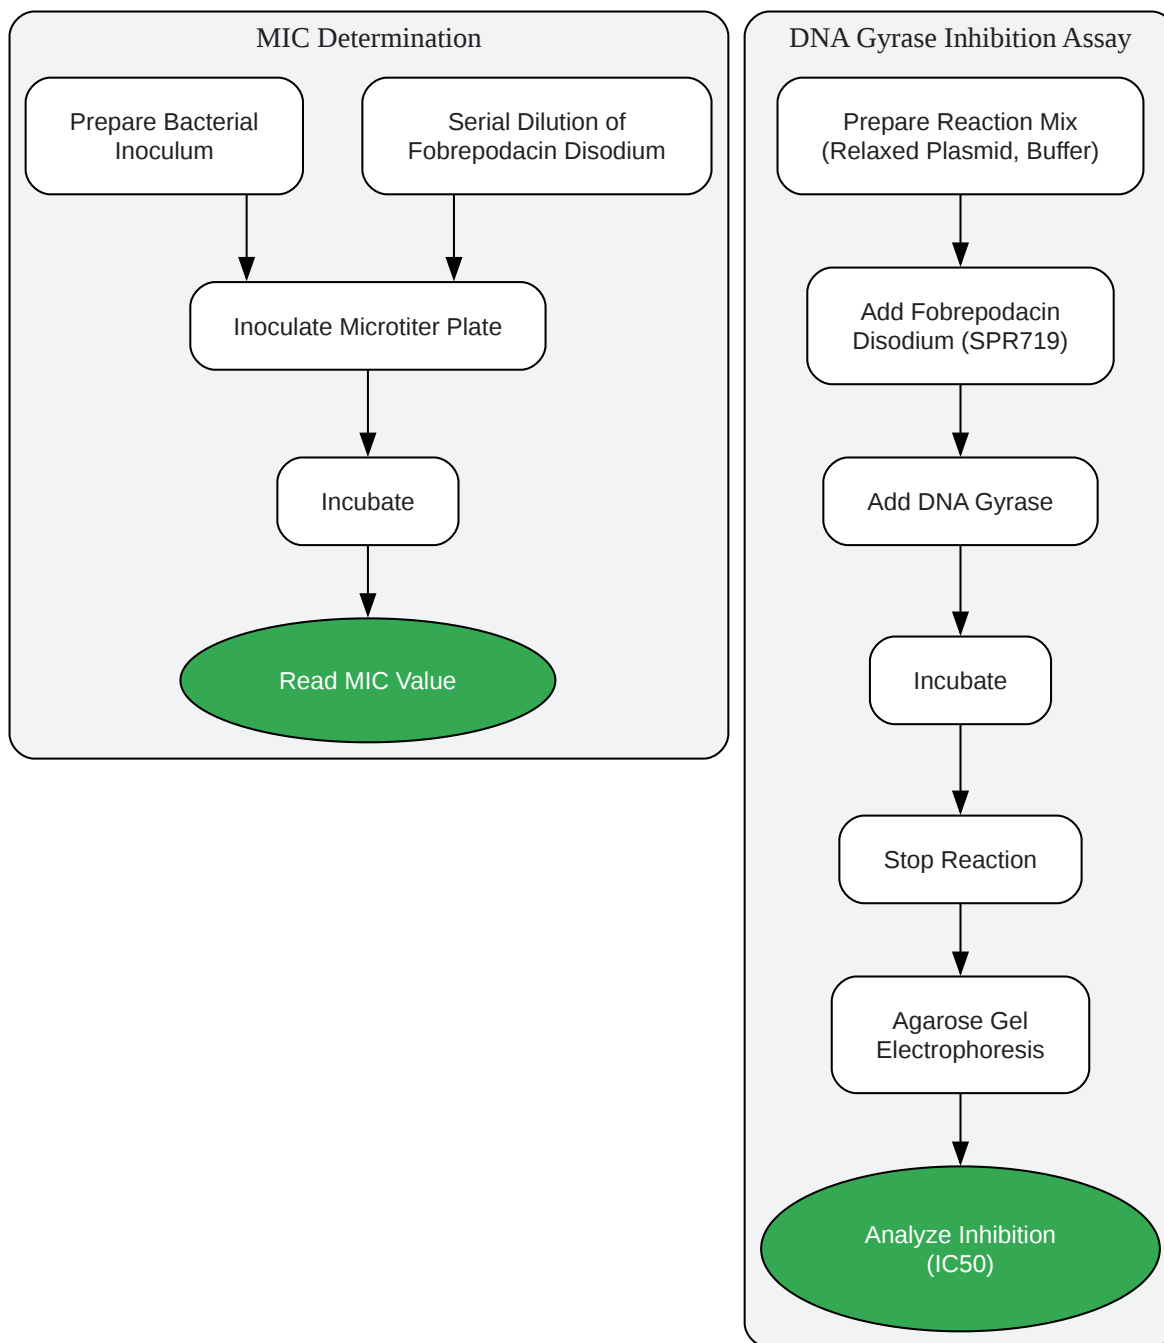 MIC Determination
Prepare Bacterial
Inoculum
Serial Dilution of
Fobrepodacin Disodium
Inoculate Microtiter Plate
Incubate
Read MIC Value
DNA Gyrase Inhibition Assay
Prepare Reaction Mix
(Relaxed Plasmid, Buffer)
Add Fobrepodacin
Disodium (SPR719)
Add DNA Gyrase
Incubate
Stop Reaction
Agarose Gel
Electrophoresis
Analyze Inhibition
(IC50)